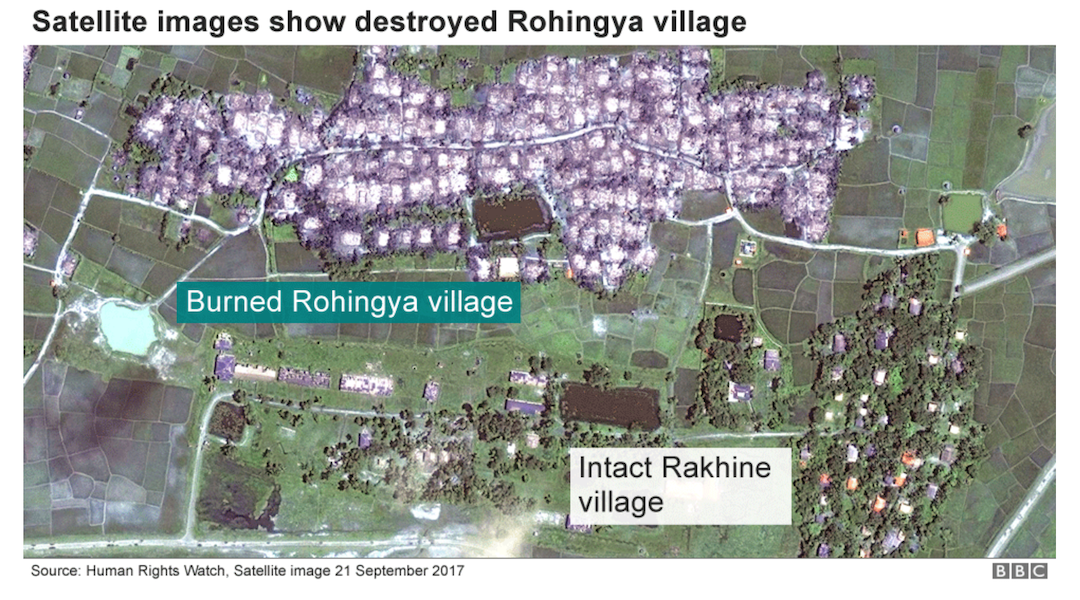 Satellite images show destroyed Rohingya village
Burned Rohingya village
Intact Rakhine
village
Source: Human Rights Watch, Satellite image 21 September 2017
BBC